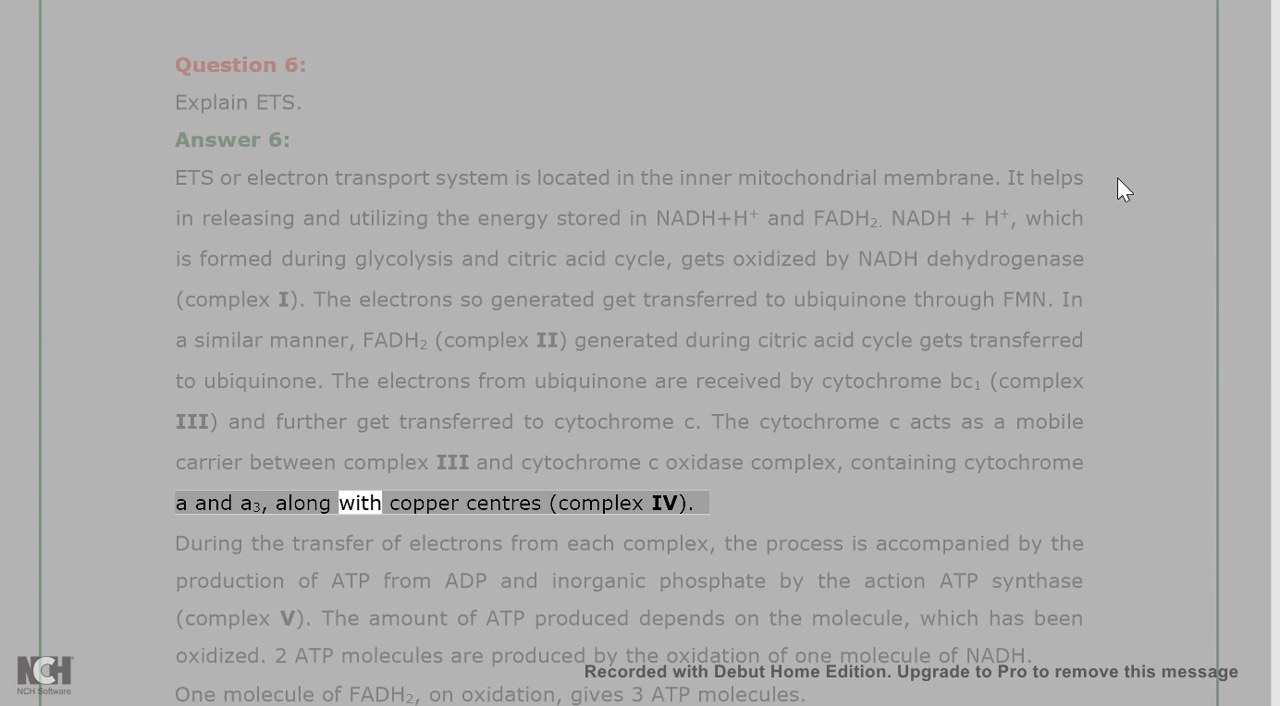 Question 6:
Explain ETS.
Answer 6:
ETS or electron transport system is located in the inner mitochondrial membrane. It helps
in releasing and utilizing the energy stored in NADH+H⁺ and FADH₂. NADH + H⁺, which
is formed during glycolysis and citric acid cycle, gets oxidized by NADH dehydrogenase
(complex I). The electrons so generated get transferred to ubiquinone through FMN. In
a similar manner, FADH₂ (complex II) generated during citric acid cycle gets transferred
to ubiquinone. The electrons from ubiquinone are received by cytochrome bc₁ (complex
III) and further get transferred to cytochrome c. The cytochrome c acts as a mobile
carrier between complex III and cytochrome c oxidase complex, containing cytochrome
a and a₃, along with copper centres (complex IV).
During the transfer of electrons from each complex, the process is accompanied by the
production of ATP from ADP and inorganic phosphate by the action ATP synthase
(complex V). The amount of ATP produced depends on the molecule, which has been
oxidized. 2 ATP molecules are produced by the oxidation of one molecule of NADH.
One molecule of FADH₂, on oxidation, gives 3 ATP molecules.
NCH
NCH Software
Recorded with Debut Home Edition. Upgrade to Pro to remove this message